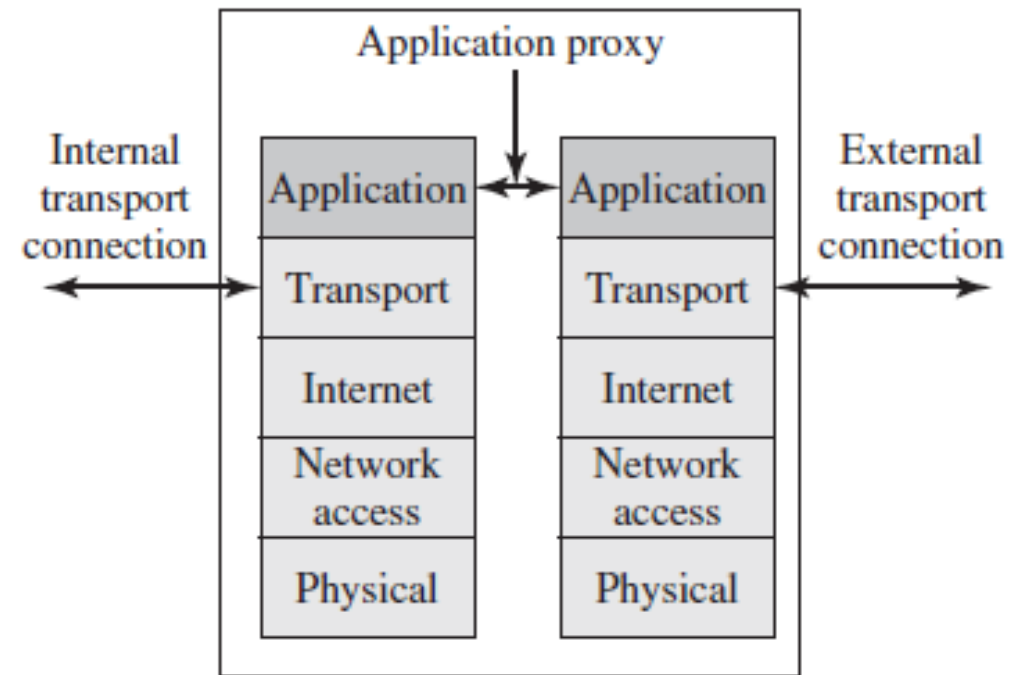 Application proxy
Internal
transport
connection
Application
Transport
Internet
Network
access
Physical
Application
Transport
Internet
Network
access
Physical
External
transport
connection